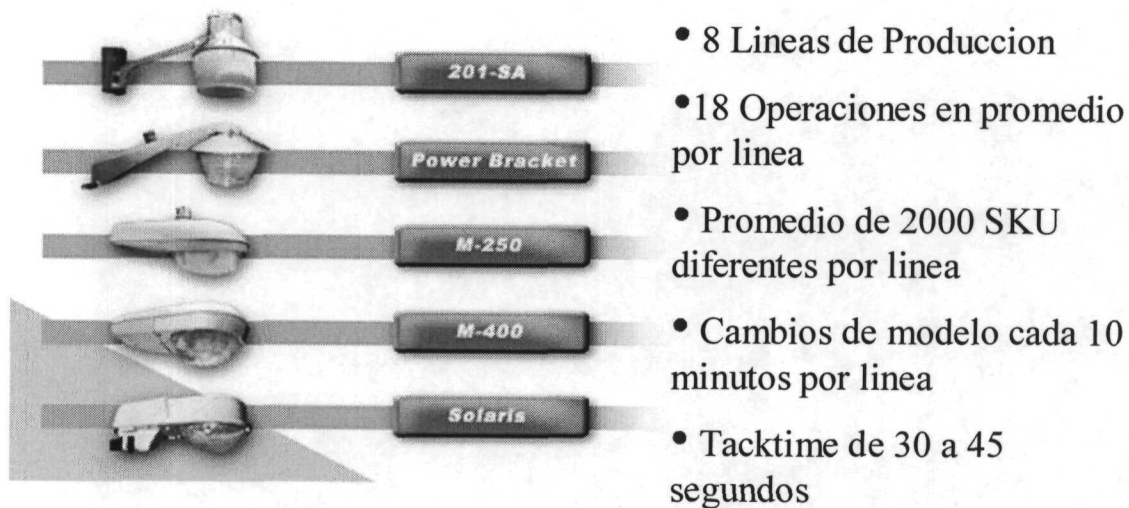 201-SA
Power Bracket
M-250
M-400
Solaris
• 8 Lineas de Produccion
•18 Operaciones en promedio
por linea
• Promedio de 2000 SKU
diferentes por linea
• Cambios de modelo cada 10
minutos por linea
• Tacktime de 30 a 45
segundos